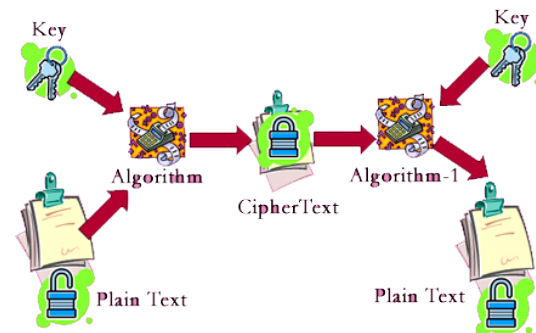 Key
Key
Algorithm
Algorithm-1
CipherText
Plain Text
Plain Text